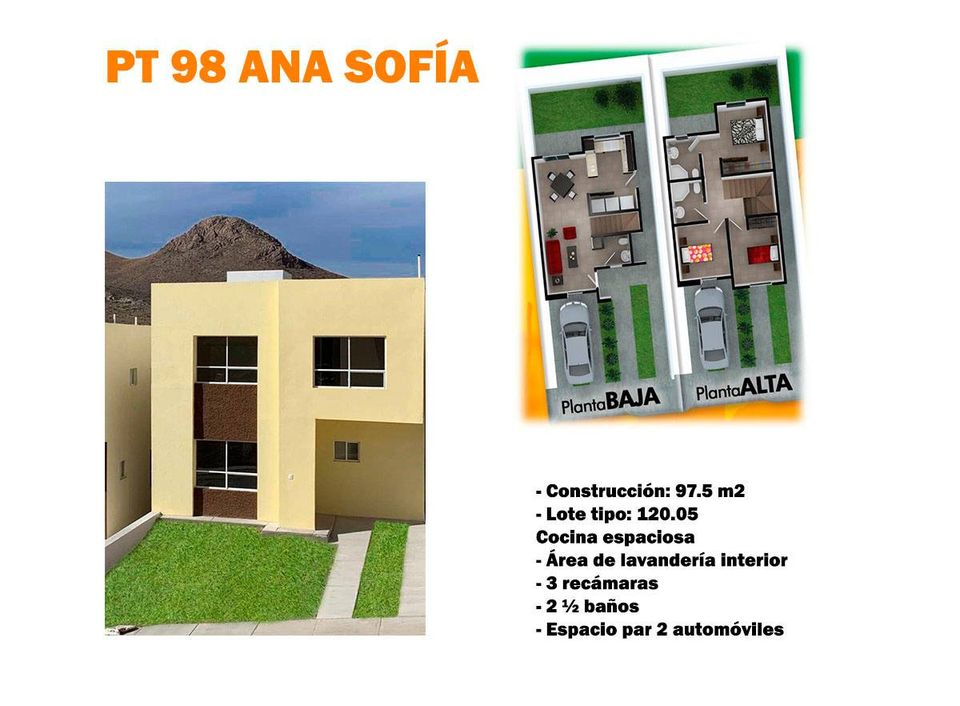 PT 98 ANA SOFÍA
PlantaBAJA
PlantaALTA
- Construcción: 97.5 m2
- Lote tipo: 120.05
Cocina espaciosa
- Área de lavandería interior
- 3 recámaras
- 2 ½ baños
- Espacio par 2 automóviles